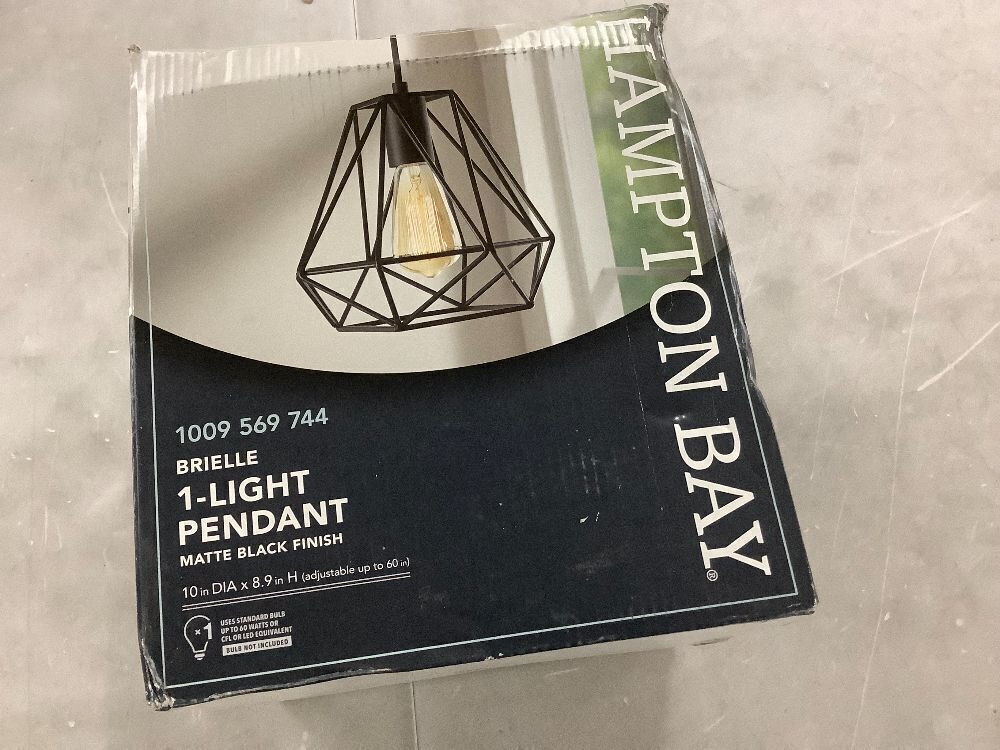 HAMPTON BAY®
1009 569 744
BRIELLE
1-LIGHT
PENDANT
MATTE BLACK FINISH
10 in DIA x 8.9 in H (adjustable up to 60 in)
x1
USES STANDARD BULB
UP TO 60 WATTS OR
CFL OR LED EQUIVALENT
BULB NOT INCLUDED